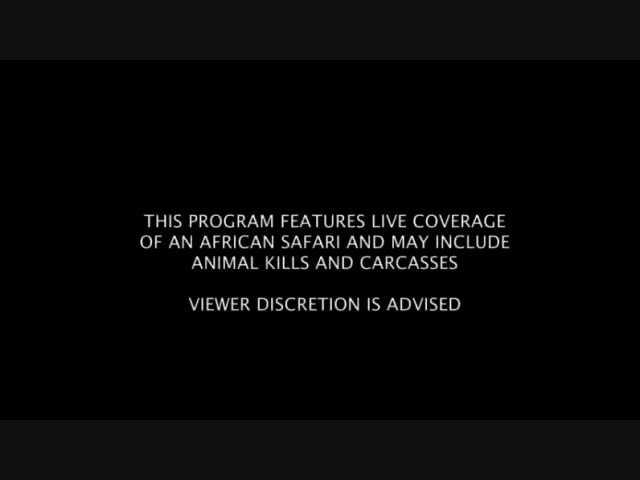 THIS PROGRAM FEATURES LIVE COVERAGE
OF AN AFRICAN SAFARI AND MAY INCLUDE
ANIMAL KILLS AND CARCASSES
VIEWER DISCRETION IS ADVISED